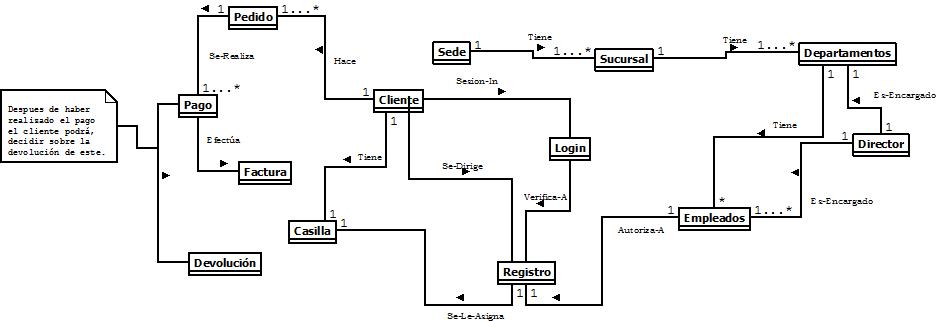 1
Pedido
1...*
Se-Realiza
Hace
Sede
1
Tiene
1...*
Sucursal
1
Tiene
1...*
Departamentos
1
1
Es-Encargado
1
Director
1
Despues de haber
realizado el pago
el cliente podrá,
decidir sobre la
devolución de este.
1...*
Pago
Efectúa
Factura
1
Cliente
1
Sesion-In
Login
Tiene
Se-Dirige
Verifica-A
Tiene
*
Es-Encargado
1
Casilla
1
1
Empleados
1...*
Autoriza-A
Devolución
Registro
1
1
Se-Le-Asigna